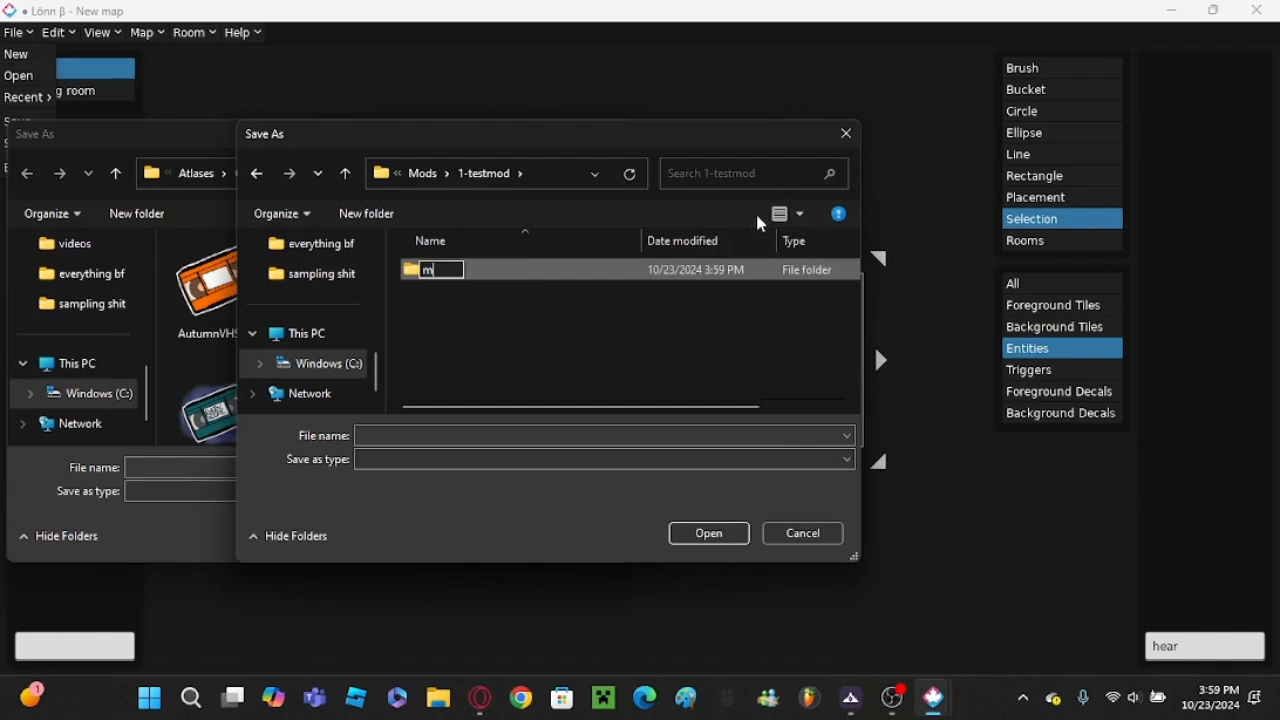 • Lönn β - New map
File Edit View Map Room Help
New
Open
Recent
g room
Save As
Atlases
Organize
New folder
videos
everything bf
sampling shit
AutumnVHS
This PC
Windows (C:)
Network
File name:
Save as type:
Hide Folders
Save As
Mods 1-testmod
Search 1-testmod
Organize
New folder
Name
Date modified
Type
everything bf
sampling shit
m
10/23/2024 3:59 PM
File folder
This PC
Windows (C:)
Network
File name:
Save as type:
Hide Folders
Open
Cancel
Brush
Bucket
Circle
Ellipse
Line
Rectangle
Placement
Selection
Rooms
All
Foreground Tiles
Background Tiles
Entities
Triggers
Foreground Decals
Background Decals
hear
1
3:59 PM
10/23/2024